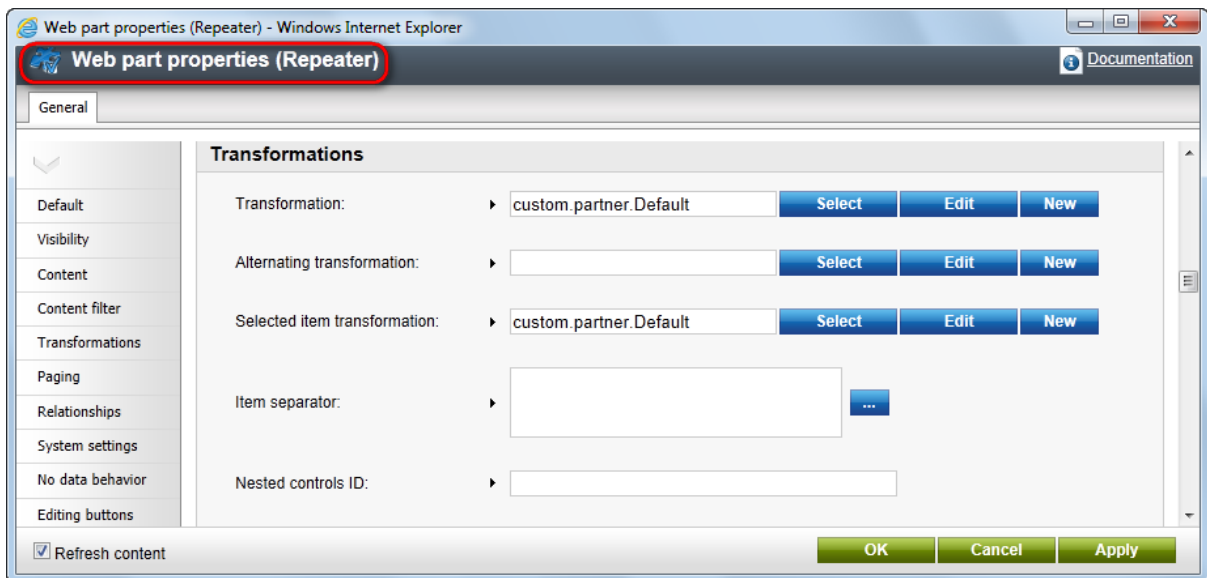 Web part properties (Repeater) - Windows Internet Explorer
Web part properties (Repeater)
Documentation
General
Transformations
Default
Visibility
Content
Content filter
Transformations
Paging
Relationships
System settings
No data behavior
Editing buttons
Transformation: custom.partner.Default Select Edit New
Alternating transformation: Select Edit New
Selected item transformation: custom.partner.Default Select Edit New
Item separator: ...
Nested controls ID:
Refresh content
OK Cancel Apply